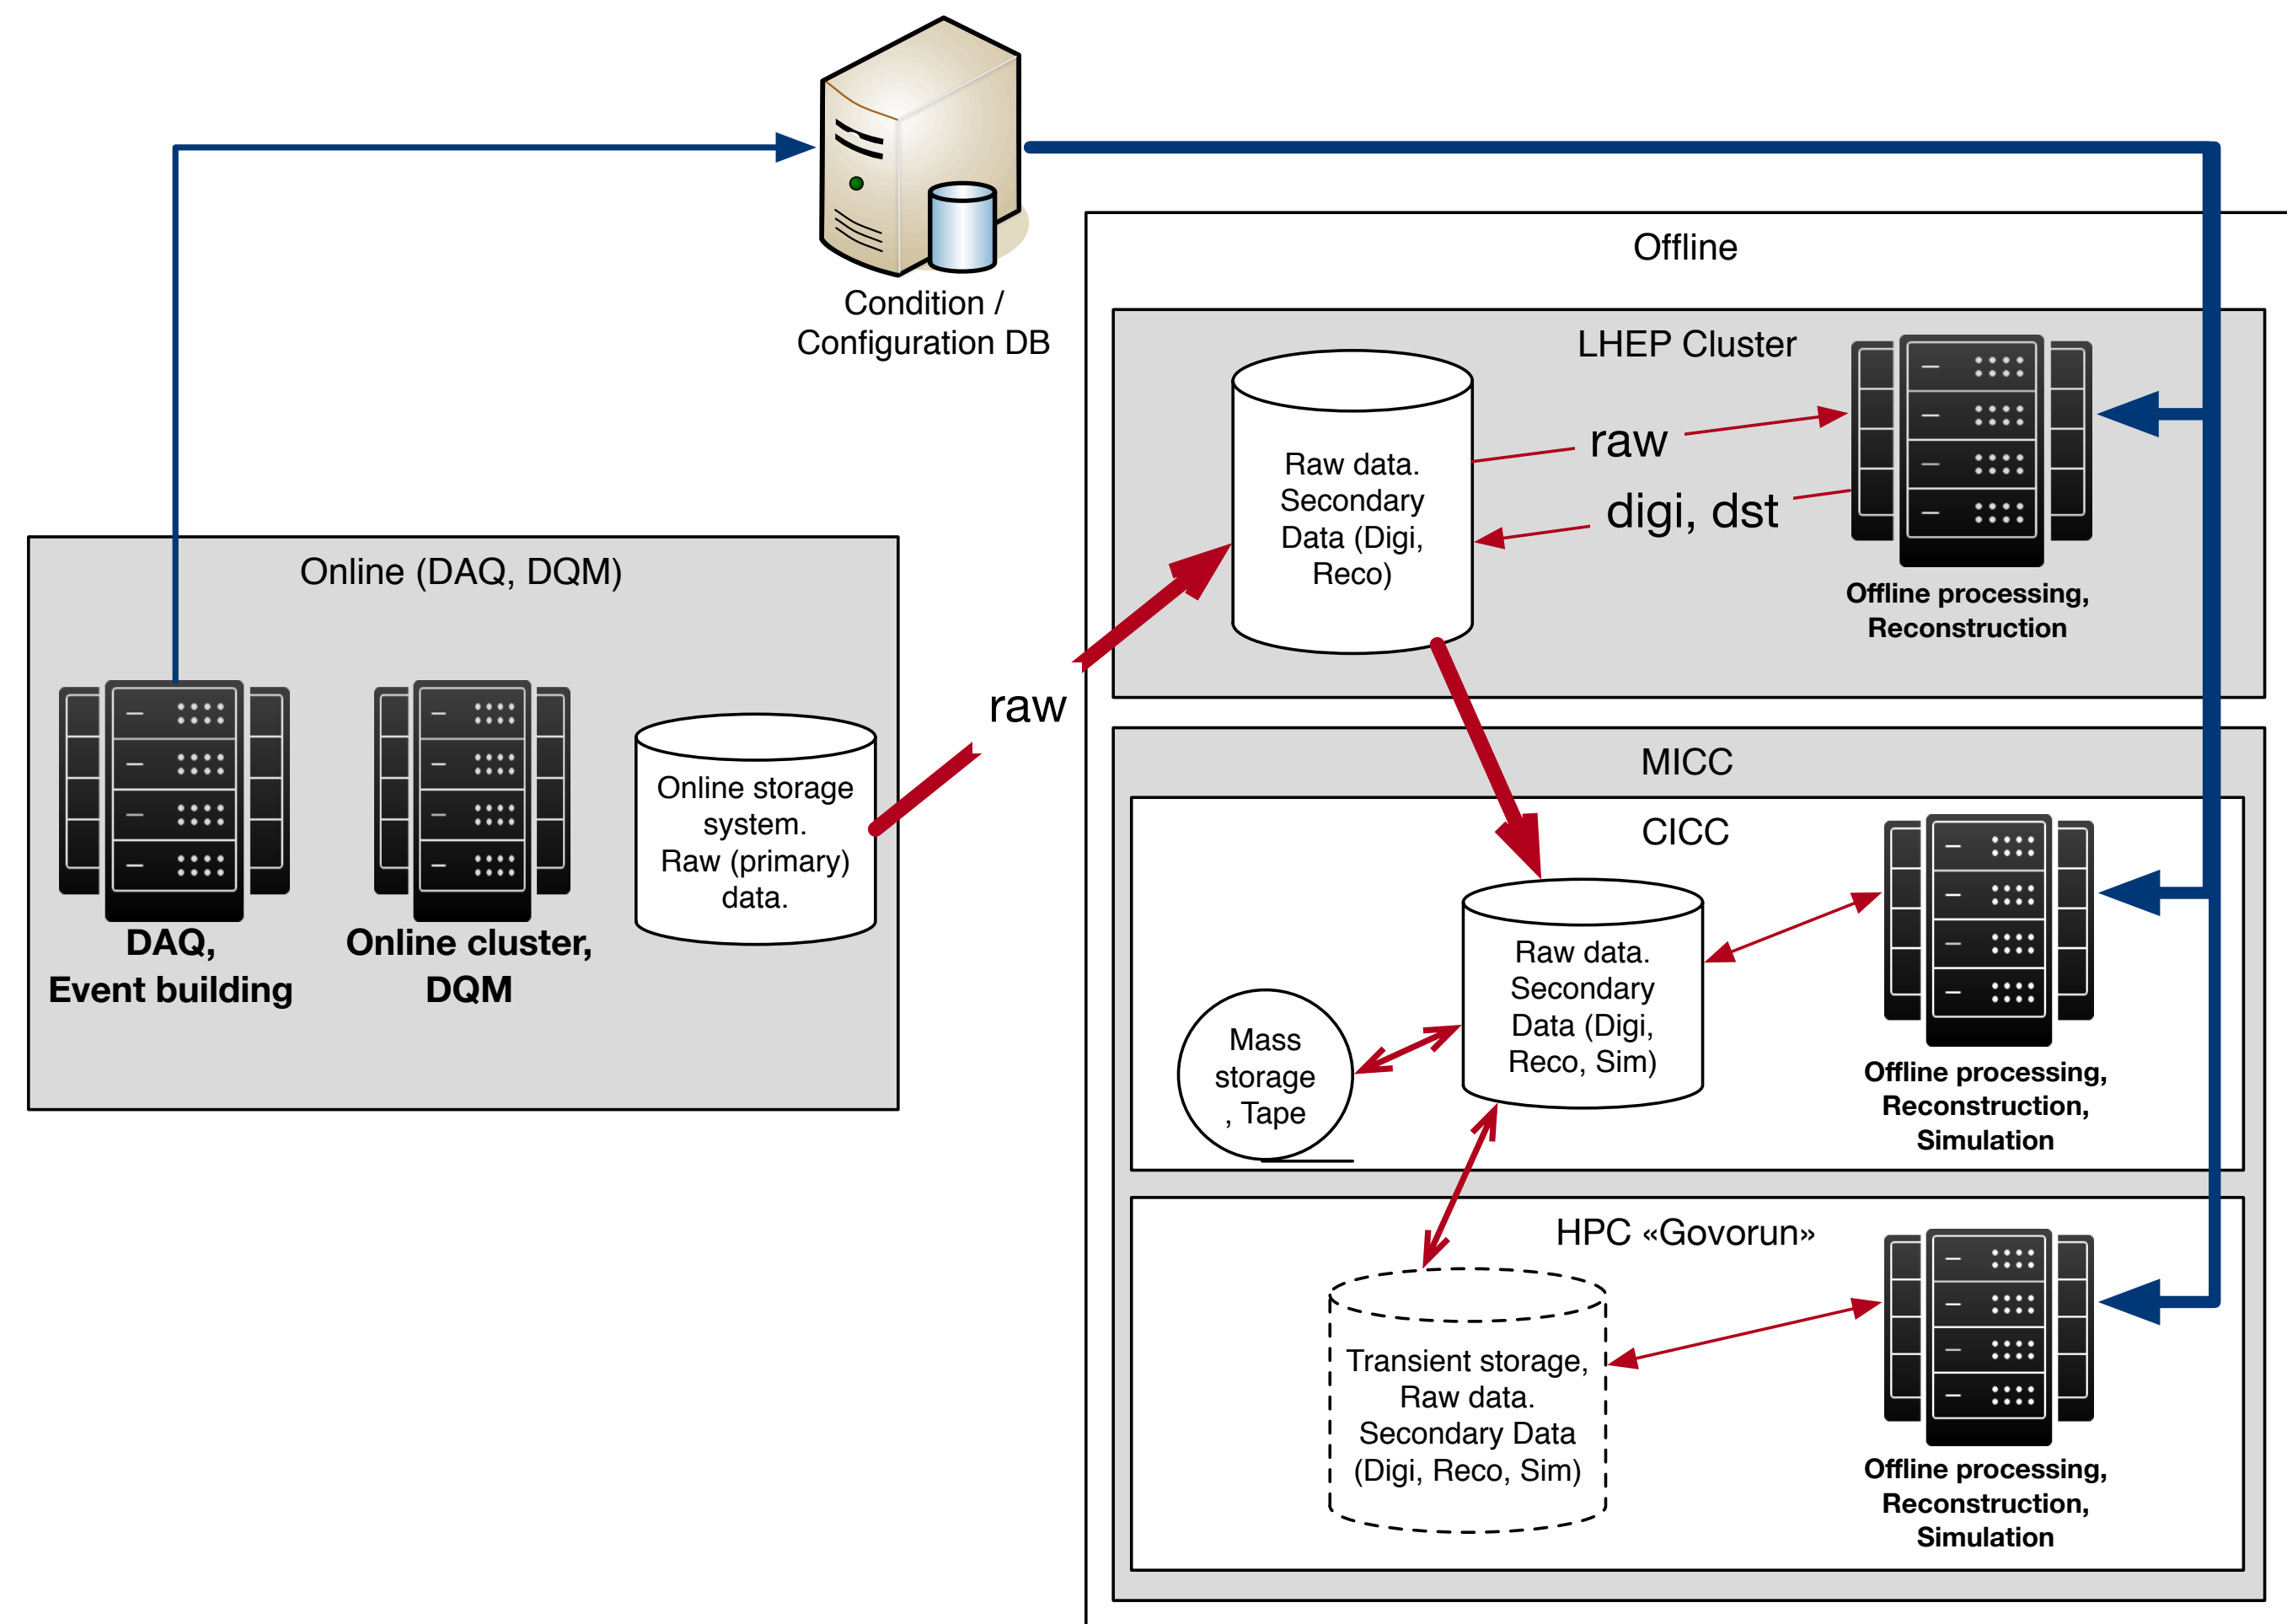 Condition /
Configuration DB
Offline
LHEP Cluster
Raw data.
Secondary
Data (Digi,
Reco)
raw
digi, dst
Offline processing,
Reconstruction
Online (DAQ, DQM)
DAQ,
Event building
Online cluster,
DQM
Online storage
system.
Raw (primary)
data.
raw
MICC
CICC
Raw data.
Secondary
Data (Digi,
Reco, Sim)
Mass
storage
, Tape
Offline processing,
Reconstruction,
Simulation
HPC «Govorun»
Transient storage,
Raw data.
Secondary Data
(Digi, Reco, Sim)
Offline processing,
Reconstruction,
Simulation